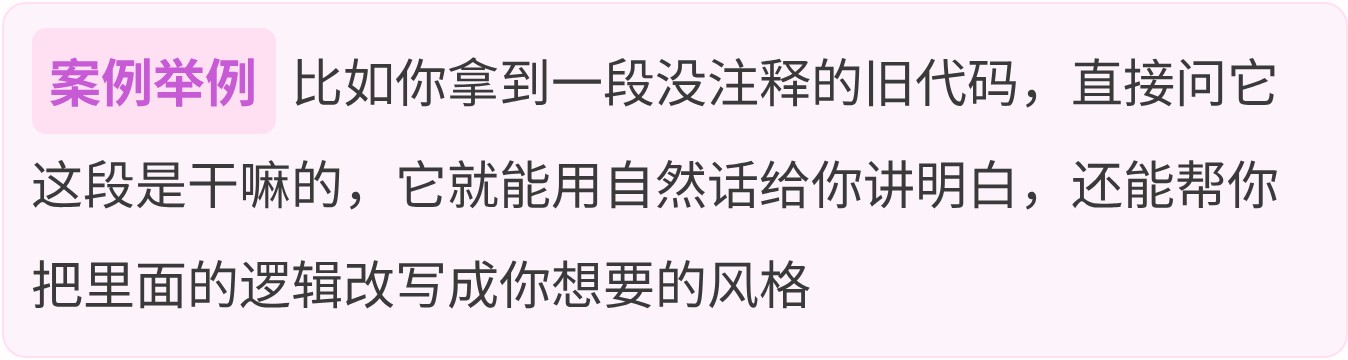 案例举例 比如你拿到一段没注释的旧代码，直接问它
这段是干嘛的，它就能用自然话给你讲明白，还能帮你
把里面的逻辑改写成你想要的风格